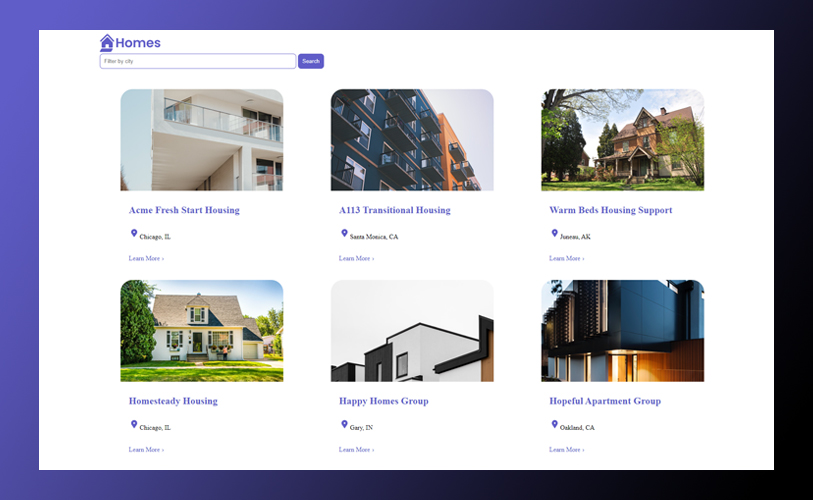 Homes
Filter by city
Search
Acme Fresh Start Housing
Chicago, IL
Learn More ›
A113 Transitional Housing
Santa Monica, CA
Learn More ›
Warm Beds Housing Support
Juneau, AK
Learn More ›
Homesteady Housing
Chicago, IL
Learn More ›
Happy Homes Group
Gary, IN
Learn More ›
Hopeful Apartment Group
Oakland, CA
Learn More ›